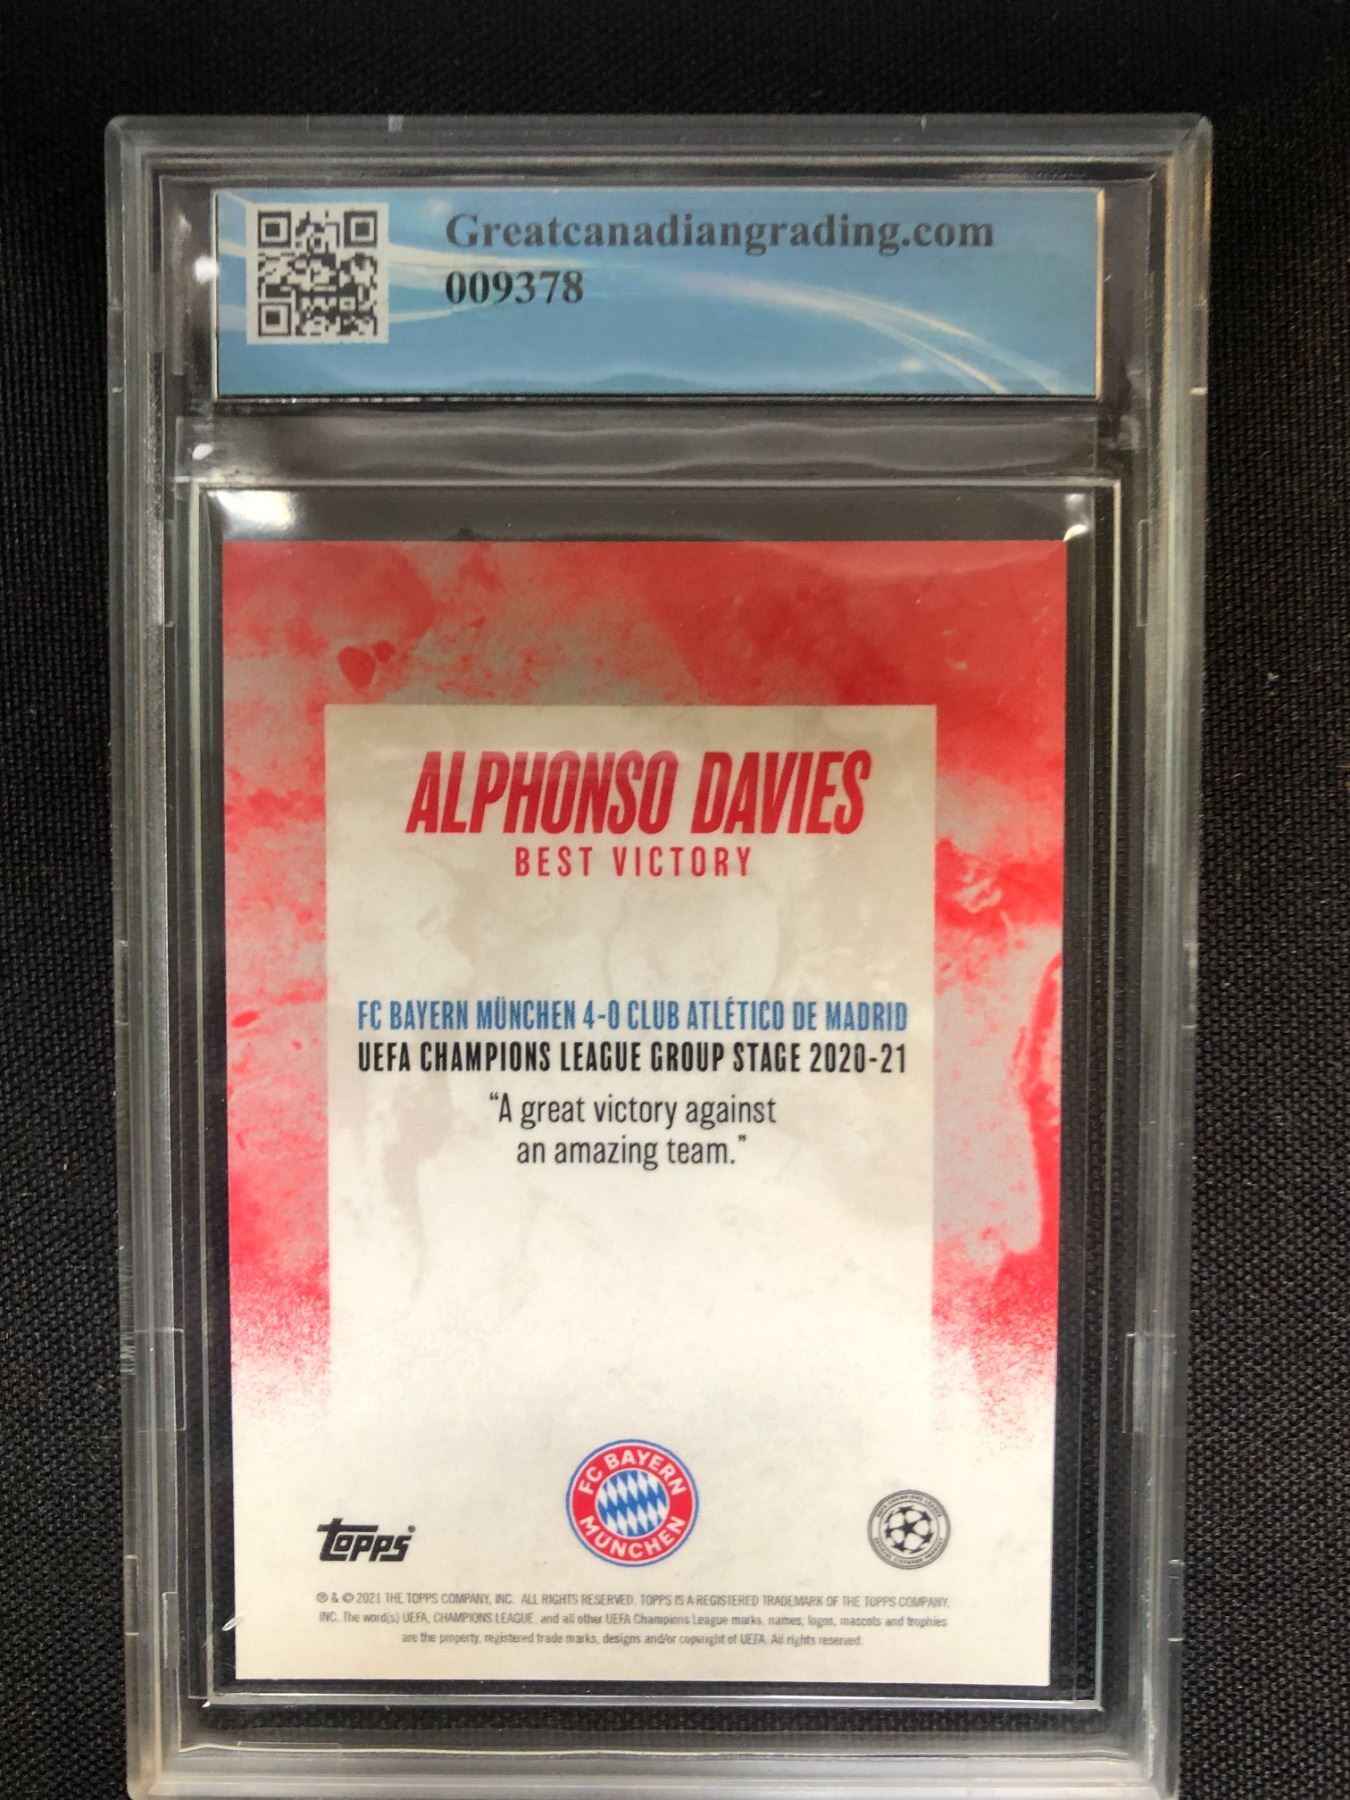 Greatcanadiangrading.com
009378
ALPHONSO DAVIES
BEST VICTORY
FC BAYERN MÜNCHEN 4-0 CLUB ATLÉTICO DE MADRID
UEFA CHAMPIONS LEAGUE GROUP STAGE 2020-21
“A great victory against
an amazing team.”
FC BAYERN
MÜNCHEN
Topps
® & © 2021 THE TOPPS COMPANY, INC. ALL RIGHTS RESERVED. TOPPS IS A REGISTERED TRADEMARK OF THE TOPPS COMPANY,
INC. The word(s) UEFA, CHAMPIONS LEAGUE, and all other UEFA Champions League marks, names, logos, mascots and trophies
are the property, registered trade marks, designs and/or copyright of UEFA. All rights reserved.